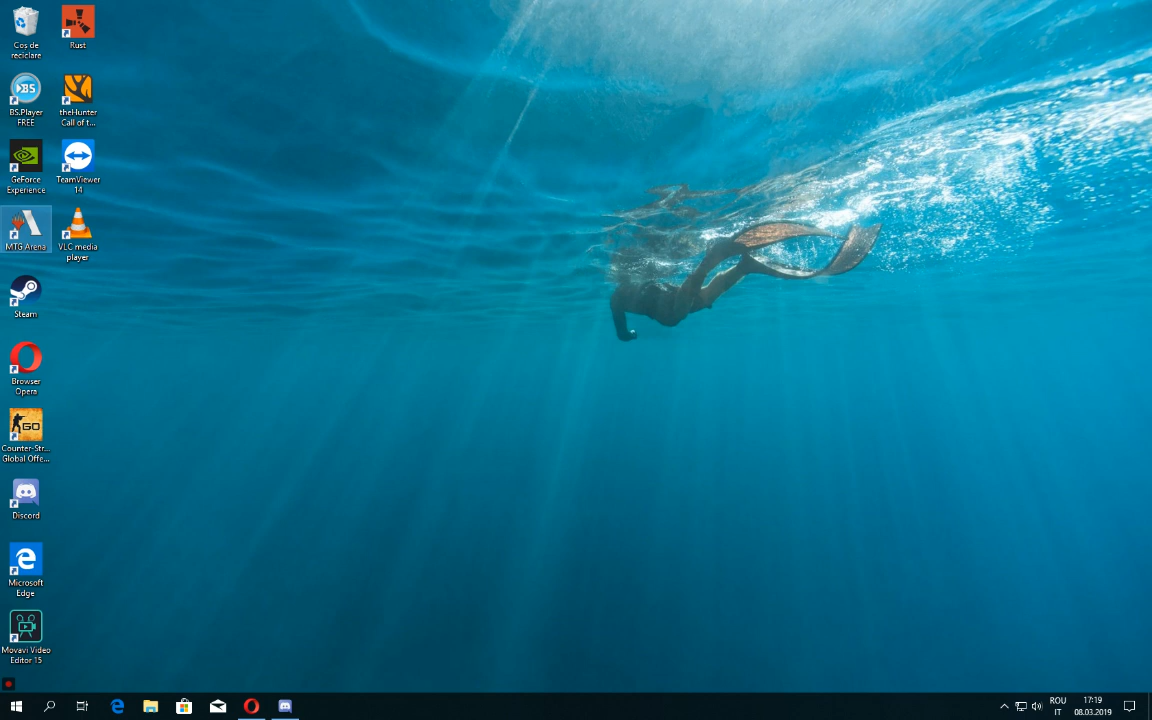 Coș de
reciclare
Rust
BS
BS.Player
FREE
theHunter
Call of t...
GeForce
Experience
TeamViewer
14
MTG Arena
VLC media
player
Steam
Browser
Opera
GO
Counter-Str...
Global Offe...
Discord
Microsoft
Edge
Movavi Video
Editor 15
ROU
IT
17:19
08.03.2019